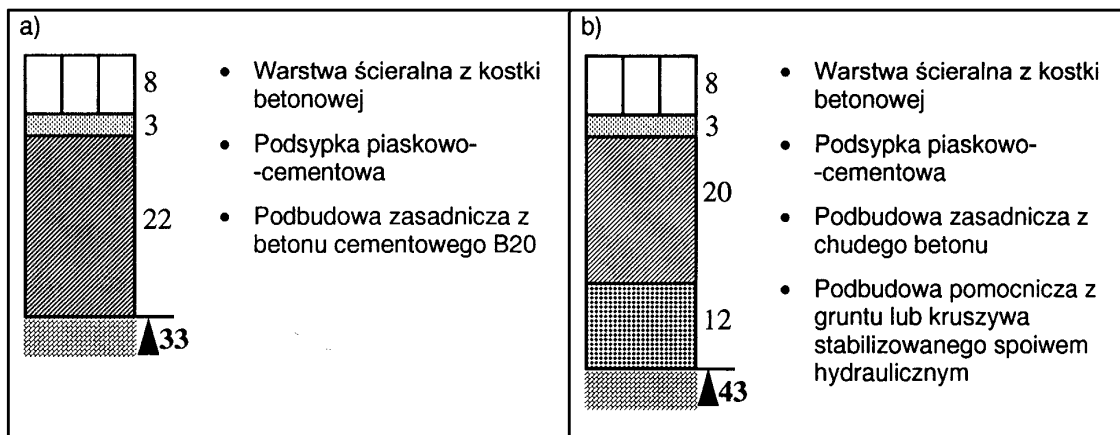 a)
8
3
22
33
• Warstwa ścieralna z kostki
betonowej
• Podsypka piaskowo-
-cementowa
• Podbudowa zasadnicza z
betonu cementowego B20
b)
8
3
20
12
43
• Warstwa ścieralna z kostki
betonowej
• Podsypka piaskowo-
-cementowa
• Podbudowa zasadnicza z
chudego betonu
• Podbudowa pomocnicza z
gruntu lub kruszywa
stabilizowanego spoiwem
hydraulicznym